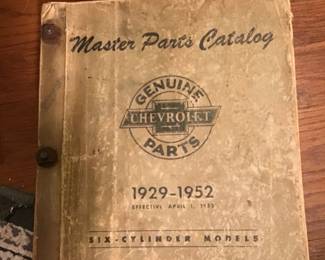 Master Parts Catalog
GENUINE
CHEVROLET
PARTS
1929-1952
EFFECTIVE APRIL 1,
SIX-CYLINDER MODELS